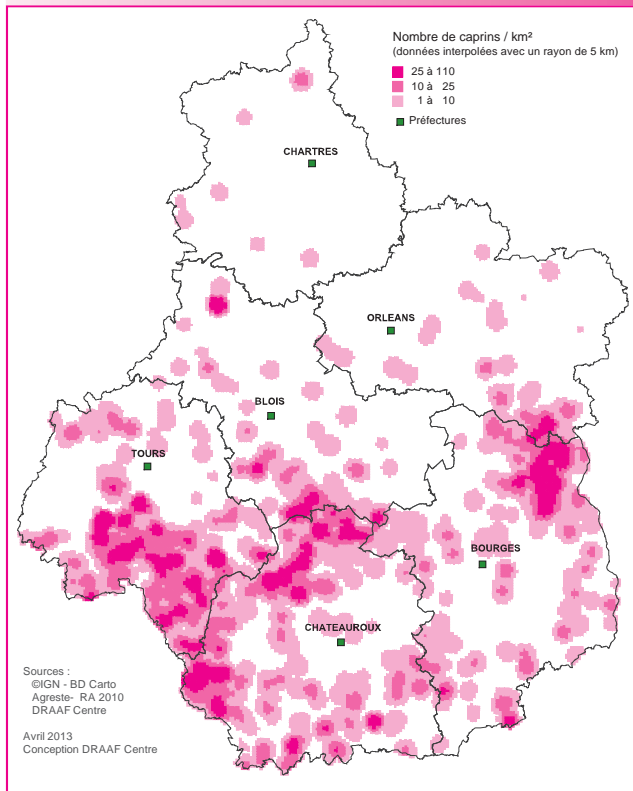 Nombre de caprins / km²
(données interpolées avec un rayon de 5 km)
25 à 110
10 à 25
1 à 10
Préfectures
CHARTRES
ORLEANS
BLOIS
TOURS
BOURGES
CHATEAUROUX
Sources :
©IGN - BD Carto
Agreste- RA 2010
DRAAF Centre
Avril 2013
Conception DRAAF Centre